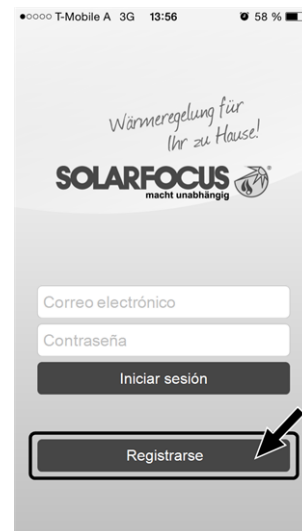 T-Mobile A 3G 13:56 58 %
Wärmeregelung für
Ihr zu Hause!
SOLARFOCUS
macht unabhängig
Correo electrónico
Contraseña
Iniciar sesión
Registrarse